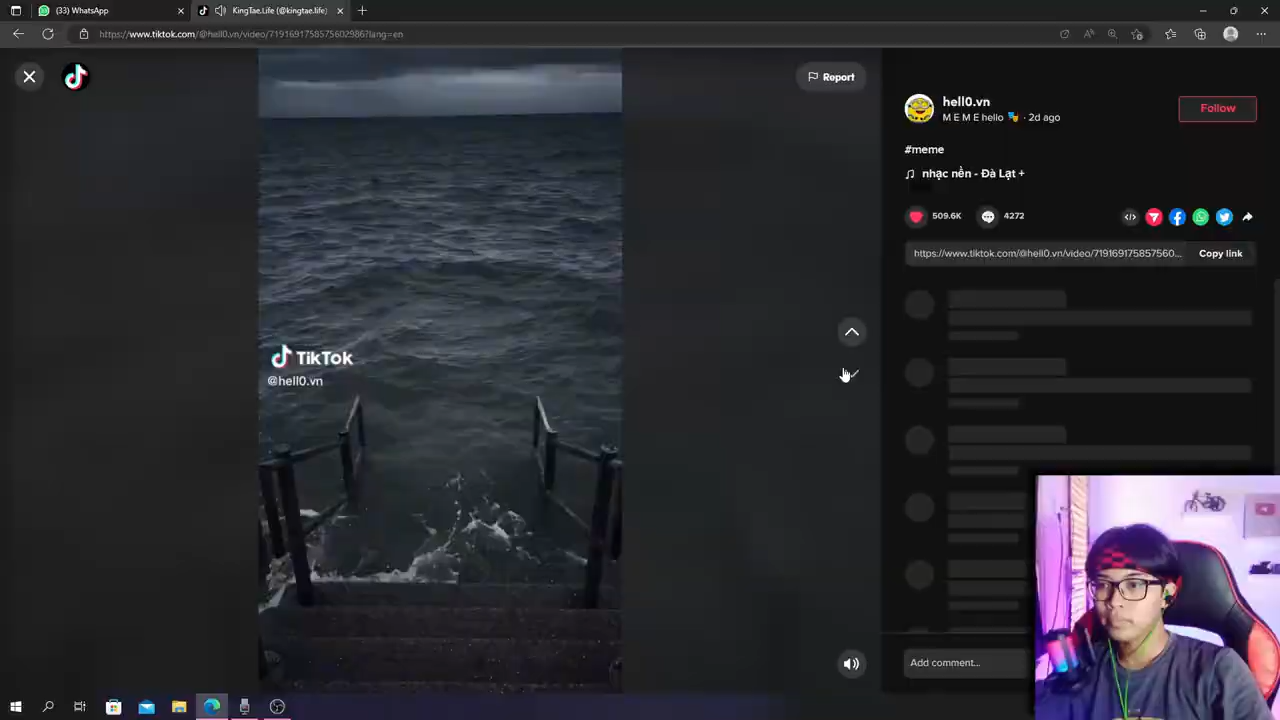 (33) WhatsApp
KingTae.Life (@kingtae.life)
https://www.tiktok.com/@hell0.vn/video/7191691758575602986?lang=en
Report
hell0.vn
M E M E hello 🎭 · 2d ago
Follow
#meme
nhạc nền - Đà Lạt +
509.6K
4272
https://www.tiktok.com/@hell0.vn/video/719169175857560...
Copy link
TikTok
@hell0.vn
Add comment...